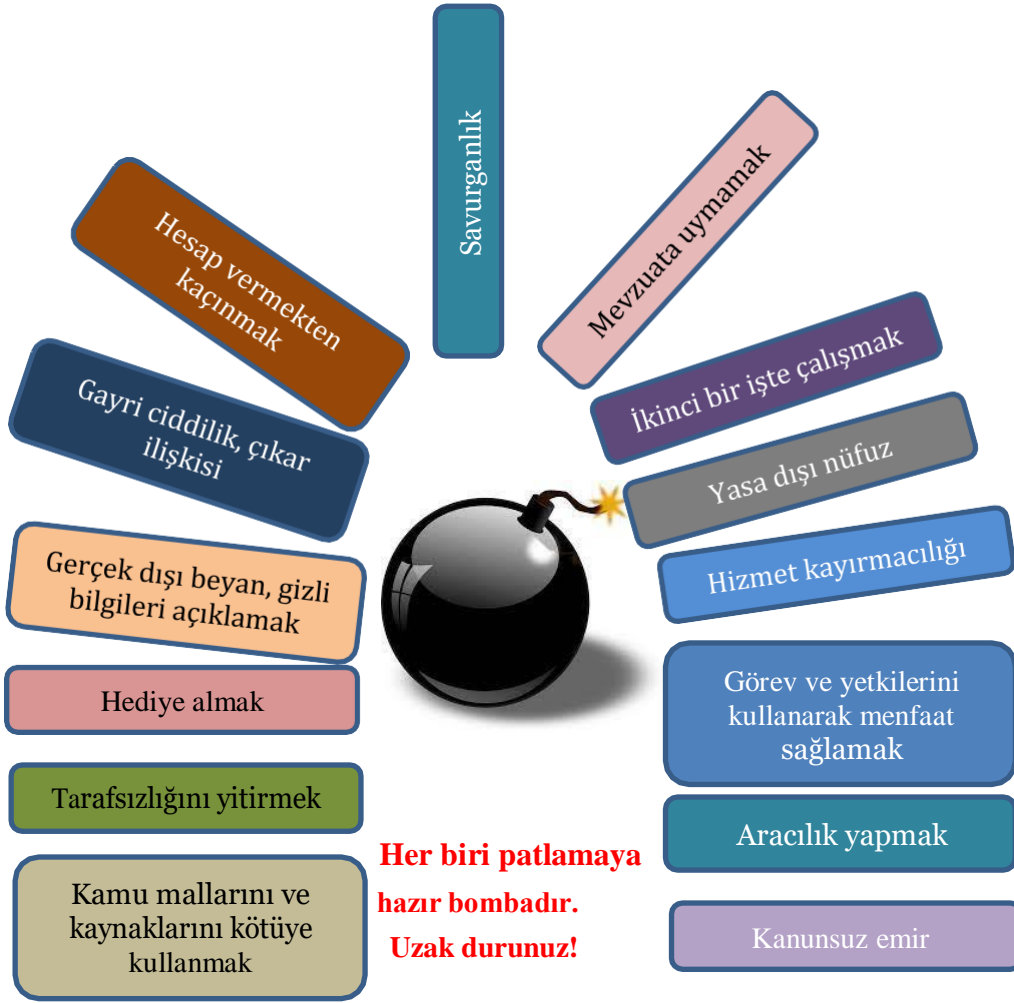 Savurganlık
Mevzuata uymamak
Hesap vermekten
kaçınmak
İkinci bir işte çalışmak
Gayri ciddilik, çıkar
ilişkisi
Yasa dışı nüfuz
Hizmet kayırmacılığı
Gerçek dışı beyan, gizli
bilgileri açıklamak
Hediye almak
Görev ve yetkilerini
kullanarak menfaat
sağlamak
Tarafsızlığını yitirmek
Aracılık yapmak
Kamu mallarını ve
kaynaklarını kötüye
kullanmak
Her biri patlamaya
hazır bombadır.
Uzak durunuz!
Kanunsuz emir